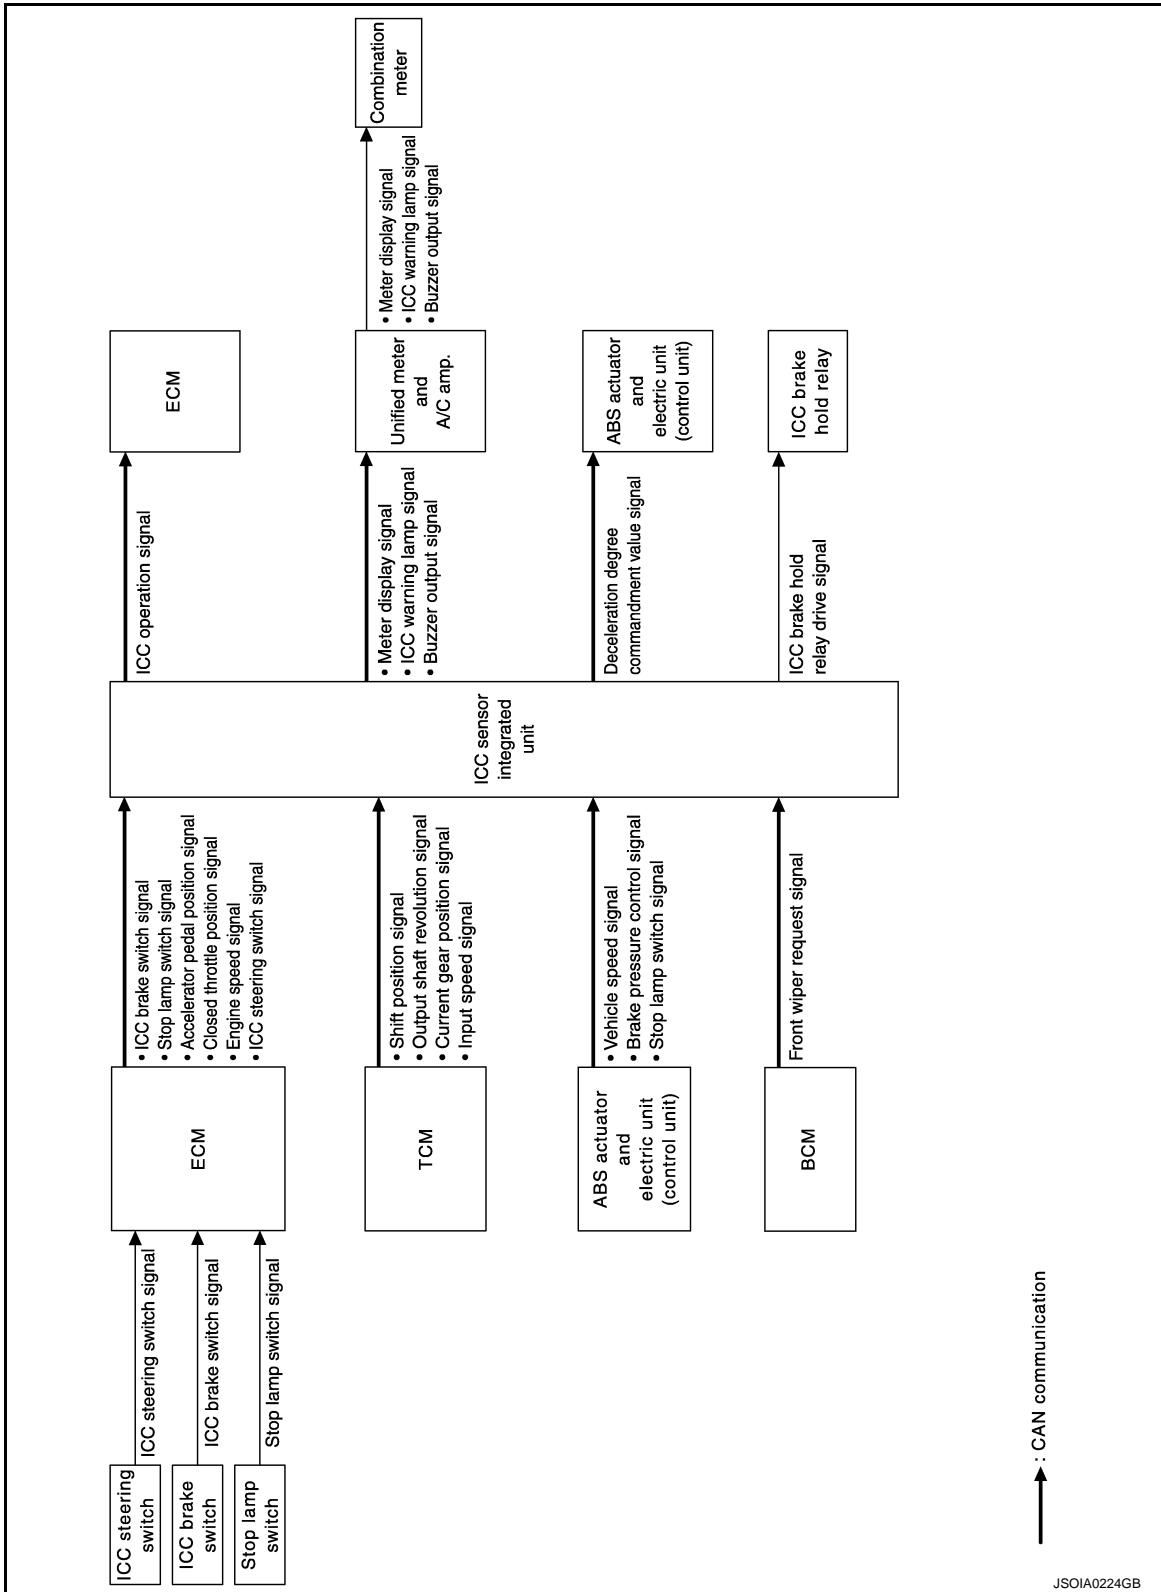 ICC steering
switch
ICC brake
switch
Stop lamp
switch
ICC steering switch signal
ICC brake switch signal
Stop lamp switch signal
ECM
TCM
ABS actuator
and
electric unit
(control unit)
BCM
• ICC brake switch signal
• Stop lamp switch signal
• Accelerator pedal position signal
• Closed throttle position signal
• Engine speed signal
• ICC steering switch signal
• Shift position signal
• Output shaft revolution signal
• Current gear position signal
• Input speed signal
• Vehicle speed signal
• Brake pressure control signal
• Stop lamp switch signal
Front wiper request signal
ICC sensor
integrated
unit
ICC operation signal
• Meter display signal
• ICC warning lamp signal
• Buzzer output signal
Deceleration degree
commandment value signal
ICC brake hold
relay drive signal
ECM
Unified meter
and
A/C amp.
ABS actuator
and
electric unit
(control unit)
ICC brake
hold relay
• Meter display signal
• ICC warning lamp signal
• Buzzer output signal
Combination
meter
: CAN communication
JSOIA0224GB